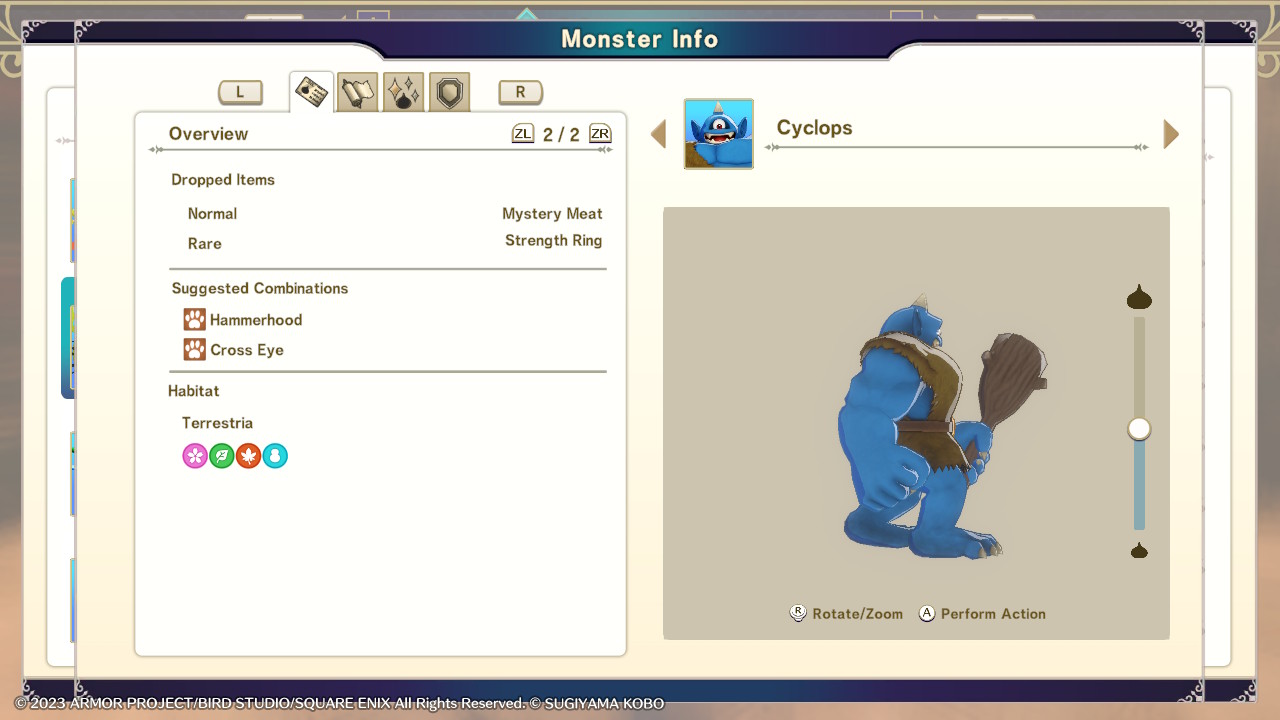 Monster Info
L
R
Overview
ZL 2 / 2 ZR
Dropped Items
Normal Mystery Meat
Rare Strength Ring
Suggested Combinations
Hammerhood
Cross Eye
Habitat
Terrestria
Cyclops
R Rotate/Zoom A Perform Action
© 2023 ARMOR PROJECT/BIRD STUDIO/SQUARE ENIX All Rights Reserved. © SUGIYAMA KOBO